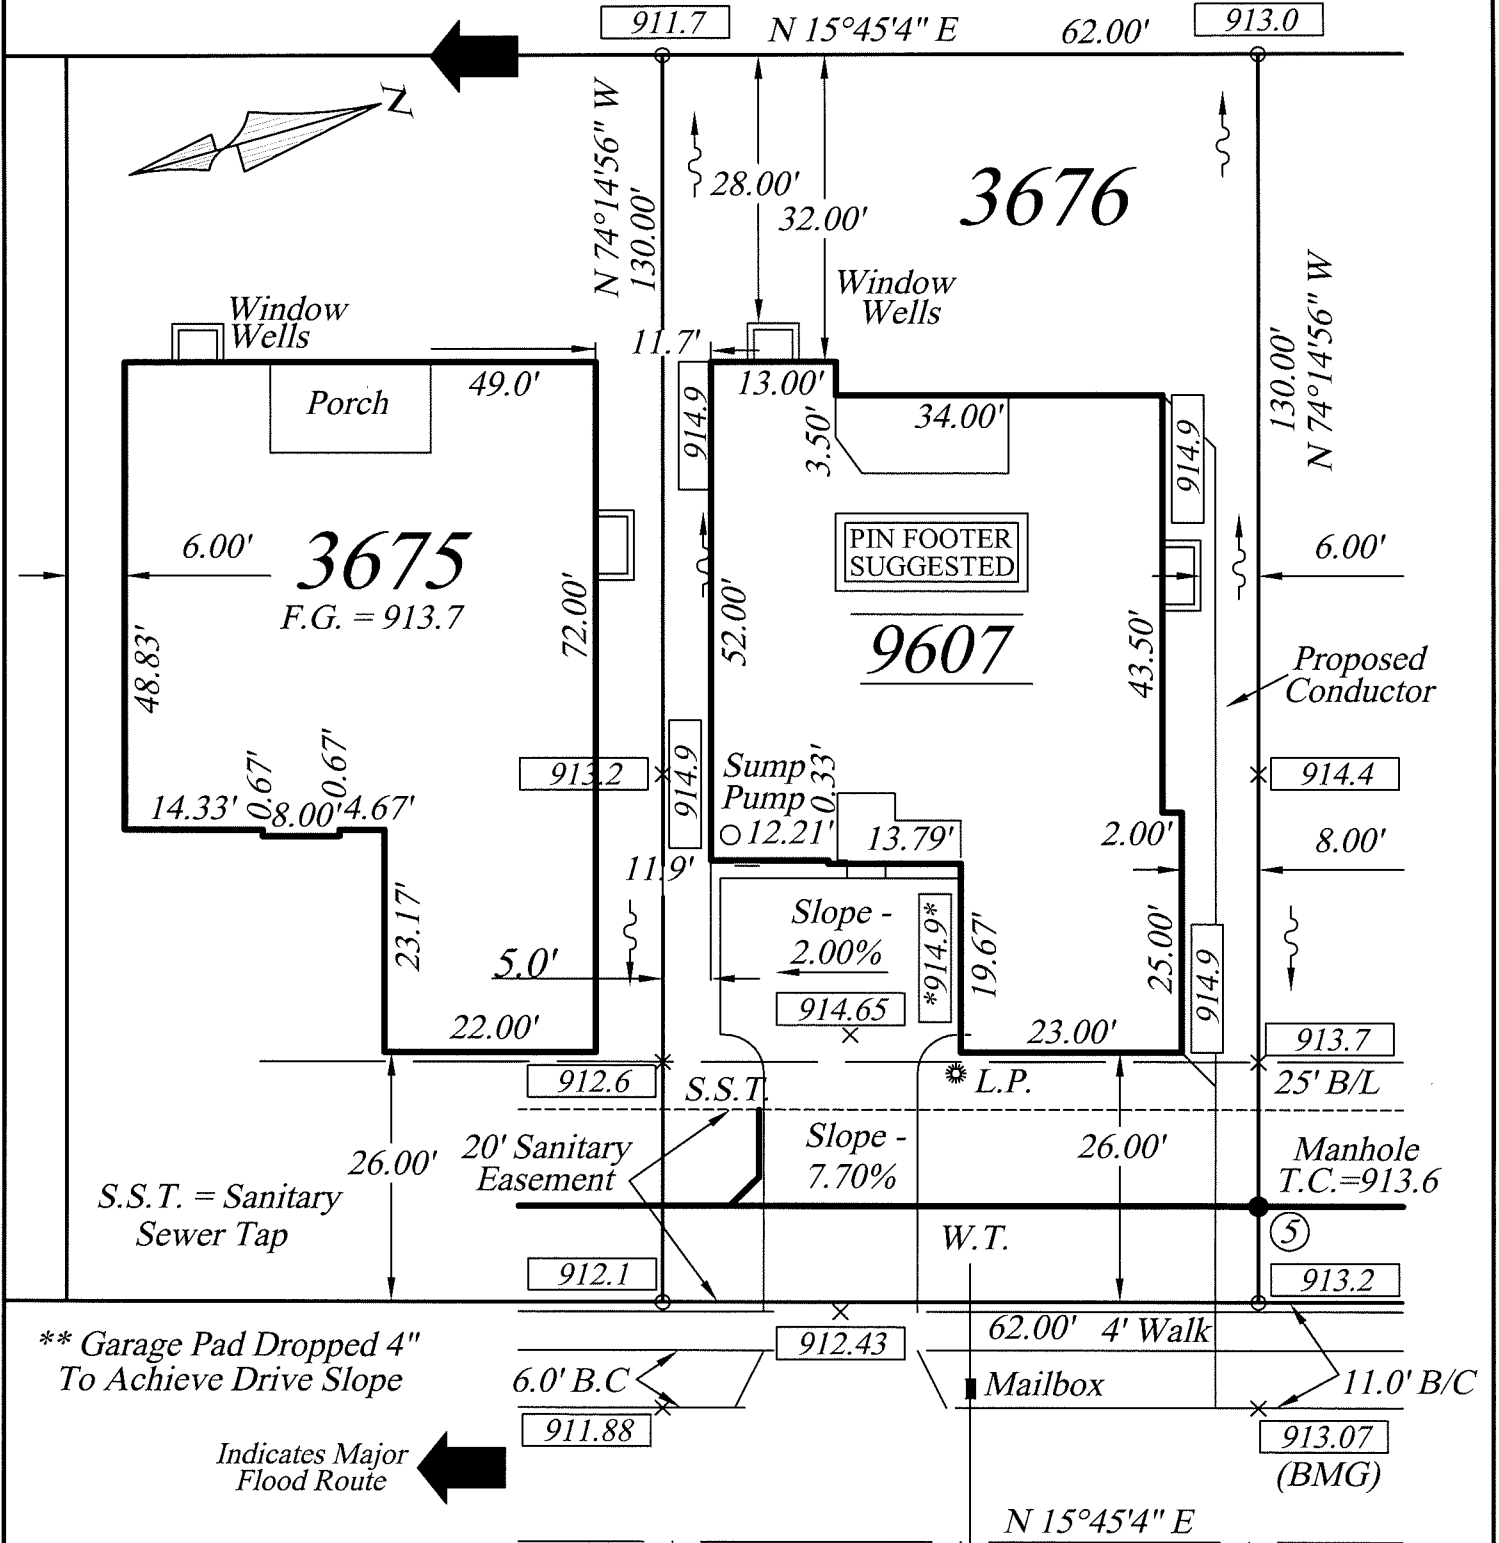 911.7
N 15°45'4" E
62.00'
913.0
N
N 74°14'56" W
130.00'
28.00'
32.00'
3676
N 74°14'56" W
130.00'
Window
Wells
Window
Wells
11.7'
49.0'
13.00'
Porch
914.9
3.50'
34.00'
914.9
6.00'
3675
F.G. = 913.7
72.00'
PIN FOOTER
SUGGESTED
6.00'
48.83'
52.00'
9607
43.50'
Proposed
Conductor
0.67'
0.67'
14.33'
8.00'
4.67'
913.2
914.9
Sump
Pump
0.33'
12.21'
13.79'
914.4
2.00'
8.00'
11.9'
23.17'
5.0'
Slope -
2.00%
*914.9*
19.67'
25.00'
914.9
914.65
22.00'
23.00'
913.7
912.6
S.S.T.
L.P.
25' B/L
26.00'
20' Sanitary
Easement
Slope -
7.70%
26.00'
Manhole
T.C.=913.6
S.S.T. = Sanitary
Sewer Tap
W.T.
5
912.1
913.2
** Garage Pad Dropped 4"
To Achieve Drive Slope
912.43
62.00'
4' Walk
6.0' B.C
Mailbox
11.0' B/C
911.88
913.07
(BMG)
Indicates Major
Flood Route
N 15°45'4" E